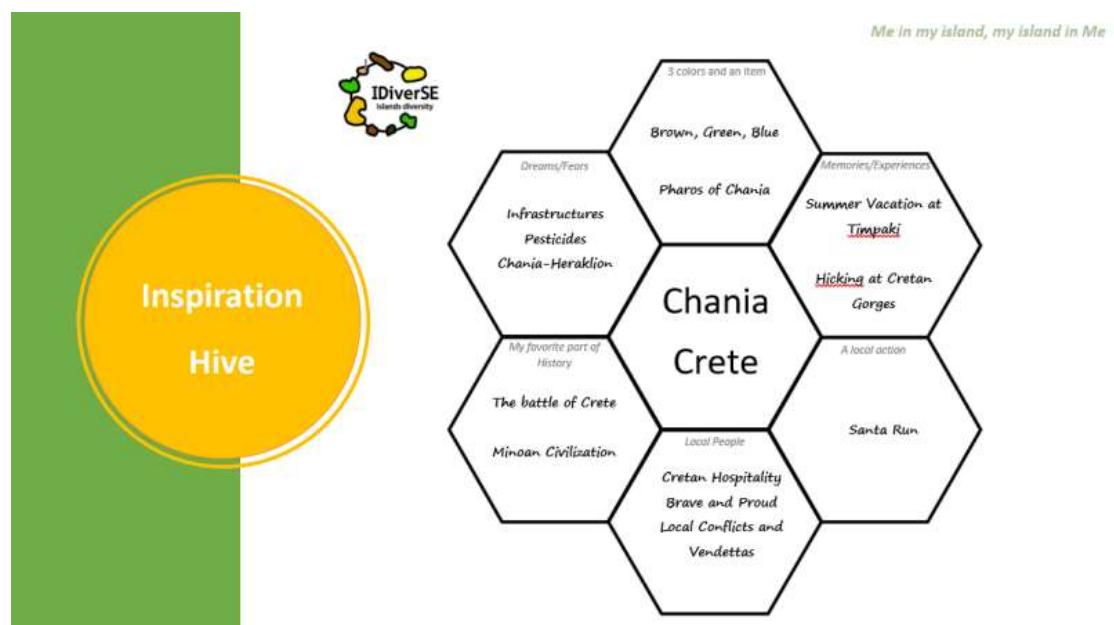 Me in my island, my island in Me
IDiverSE
Islands diversity
Inspiration
Hive
3 colors and an item
Brown, Green, Blue
Pharos of Chania
Dreams/Fears
Infrastructures
Pesticides
Chania-Heraklion
Memories/Experiences
Summer Vacation at
Timpaki
Hicking at Cretan
Gorges
Chania
Crete
My favorite part of
History
The battle of Crete
Minoan Civilization
A local action
Santa Run
Local People
Cretan Hospitality
Brave and Proud
Local Conflicts and
Vendettas